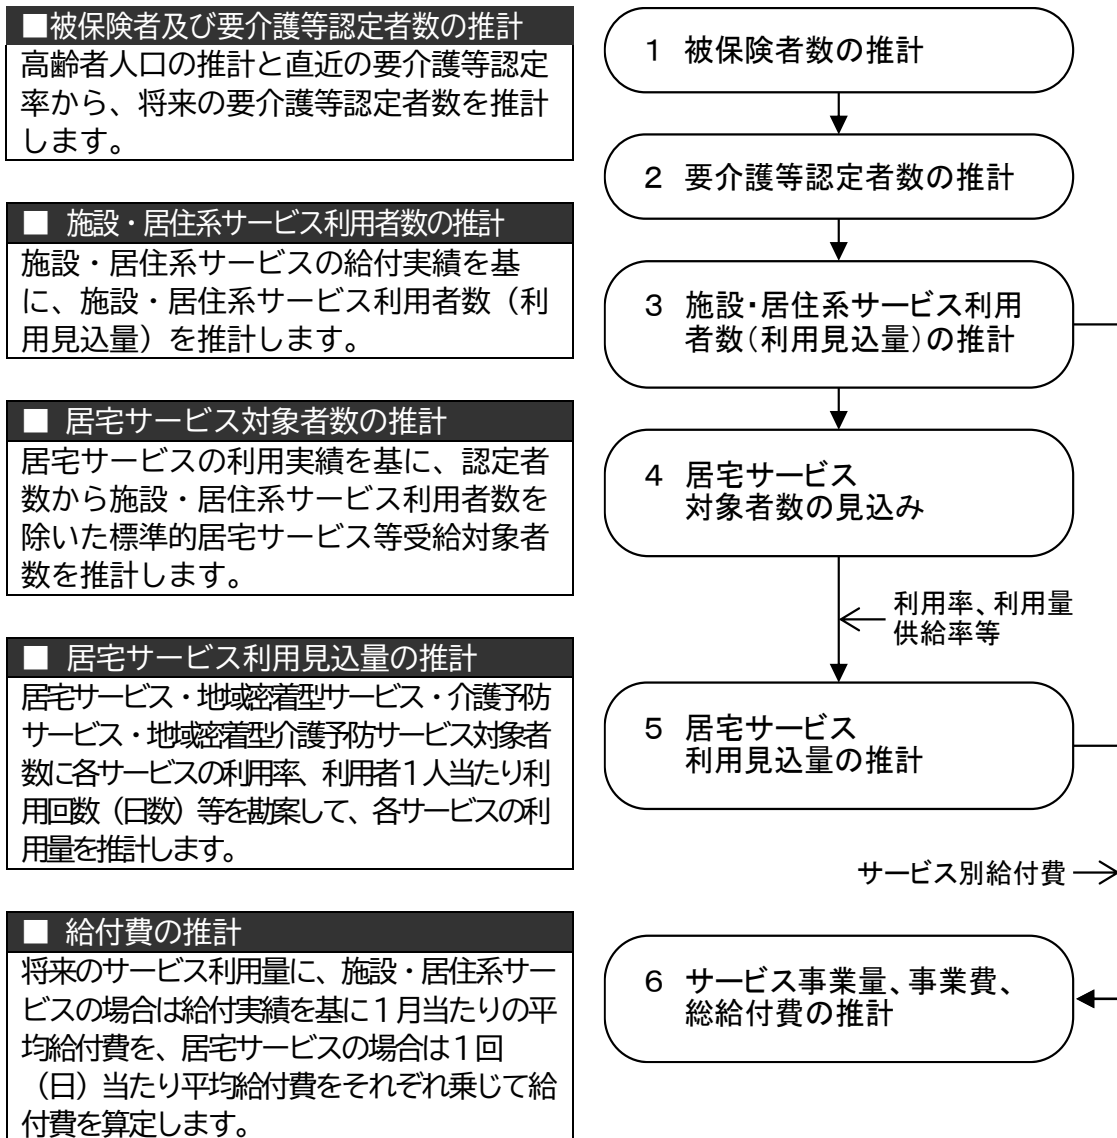 ■被保険者及び要介護等認定者数の推計
高齢者人口の推計と直近の要介護等認定
率から、将来の要介護等認定者数を推計
します。
■ 施設・居住系サービス利用者数の推計
施設・居住系サービスの給付実績を基
に、施設・居住系サービス利用者数（利
用見込量）を推計します。
■ 居宅サービス対象者数の推計
居宅サービスの利用実績を基に、認定者
数から施設・居住系サービス利用者数を
除いた標準的居宅サービス等受給対象者
数を推計します。
■ 居宅サービス利用見込量の推計
居宅サービス・地域密着型サービス・介護予防
サービス・地域密着型介護予防サービス対象者
数に各サービスの利用率、利用者１人当たり利
用回数（日数）等を勘案して、各サービスの利
用量を推計します。
■ 給付費の推計
将来のサービス利用量に、施設・居住系サー
ビスの場合は給付実績を基に１月当たりの平
均給付費を、居宅サービスの場合は１回
（日）当たり平均給付費をそれぞれ乗じて給
付費を算定します。
１ 被保険者数の推計
２ 要介護等認定者数の推計
３ 施設・居住系サービス利用
者数（利用見込量）の推計
４ 居宅サービス
対象者数の見込み
利用率、利用量
供給率等
５ 居宅サービス
利用見込量の推計
サービス別給付費
６ サービス事業量、事業費、
総給付費の推計